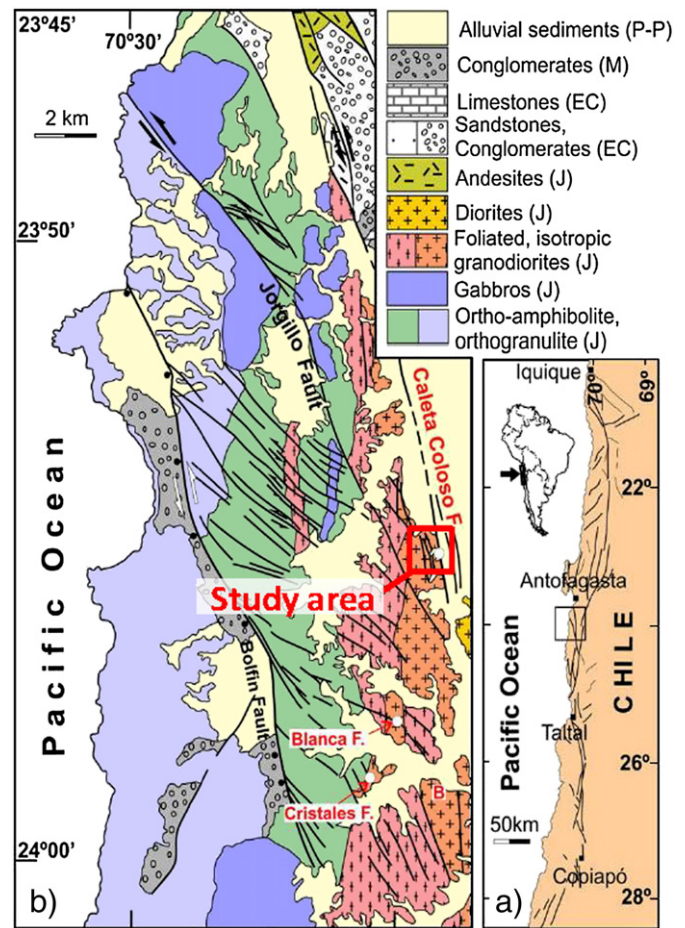 23º45'
70º30'
2 km
23º50'
Jorgillo Fault
Caleta Coloso F.
Pacific Ocean
Study area
Bolfin Fault
Blanca F.
Cristales F.
B
24º00'
b)
Alluvial sediments (P-P)
Conglomerates (M)
Limestones (EC)
Sandstones,
Conglomerates (EC)
Andesites (J)
Diorites (J)
Foliated, isotropic
granodiorites (J)
Gabbros (J)
Ortho-amphibolite,
orthogranulite (J)
Iquique
70º
69º
22º
Antofagasta
CHILE
Pacific Ocean
Taltal
26º
50km
Copiapó
28º
a)